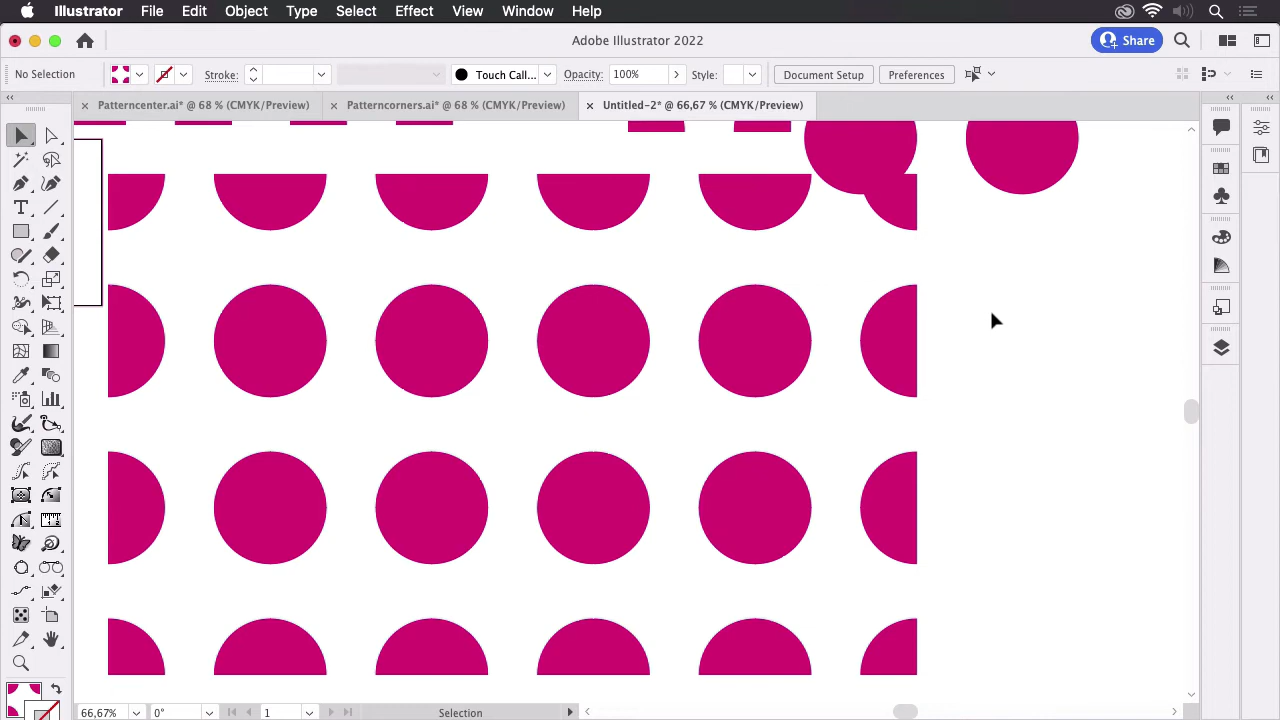 Illustrator File Edit Object Type Select Effect View Window Help
Adobe Illustrator 2022
Share
No Selection Stroke: Touch Call... Opacity: 100% Style: Document Setup Preferences
Patterncenter.ai* @ 68 % (CMYK/Preview) Patterncorners.ai* @ 68 % (CMYK/Preview) Untitled-2* @ 66,67 % (CMYK/Preview)
66,67% 0° 1 Selection